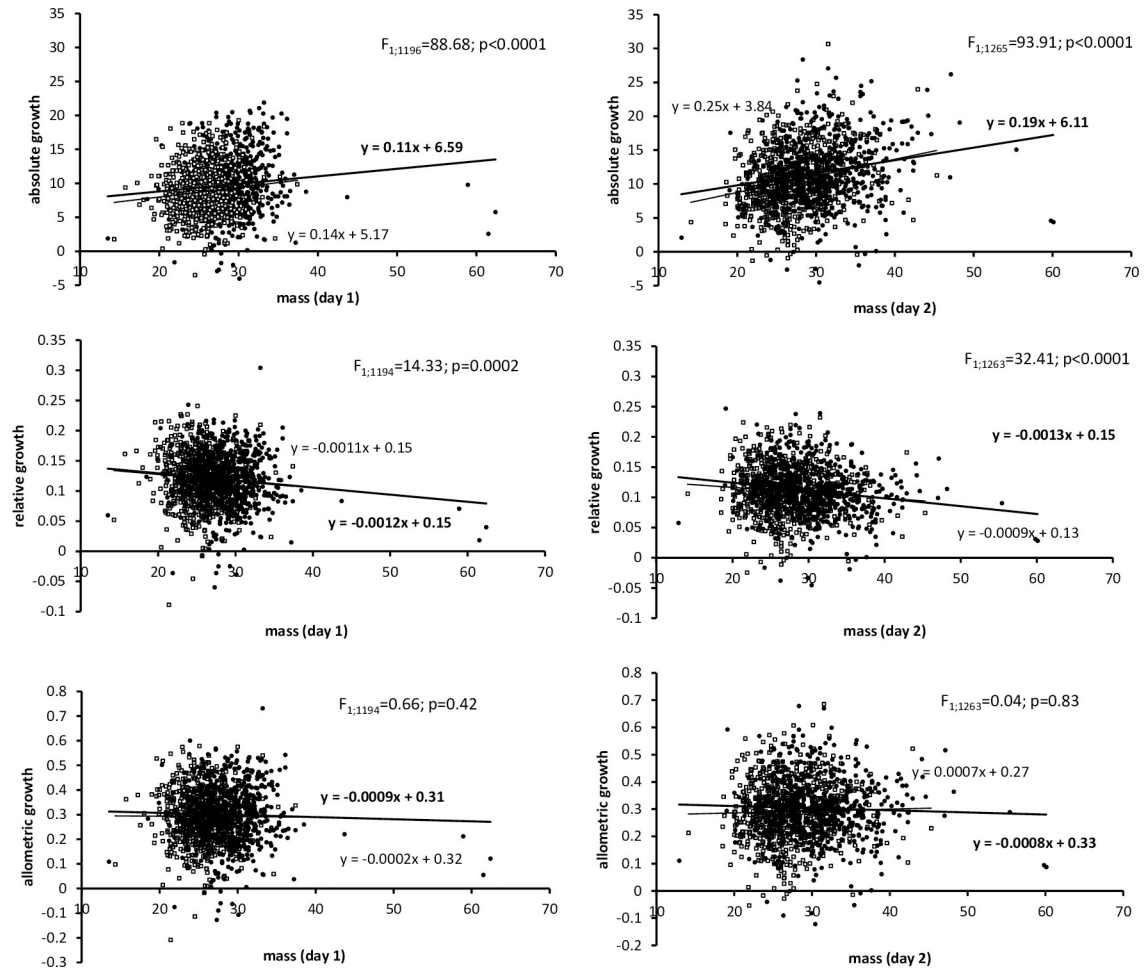 F1;1196=88.68; p<0.0001
35
30
25
20
15
10
5
0
-5
absolute growth
y = 0.11x + 6.59
y = 0.14x + 5.17
10 20 30 40 50 60 70
mass (day 1)
F1;1265=93.91; p<0.0001
35
30
25
20
15
10
5
0
-5
absolute growth
y = 0.25x + 3.84
y = 0.19x + 6.11
10 20 30 40 50 60 70
mass (day 2)
F1;1194=14.33; p=0.0002
0.35
0.3
0.25
0.2
0.15
0.1
0.05
0
-0.05
-0.1
relative growth
y = -0.0011x + 0.15
y = -0.0012x + 0.15
10 20 30 40 50 60 70
mass (day 1)
F1;1263=32.41; p<0.0001
0.35
0.3
0.25
0.2
0.15
0.1
0.05
0
-0.05
-0.1
relative growth
y = -0.0013x + 0.15
y = -0.0009x + 0.13
10 20 30 40 50 60 70
mass (day 2)
F1;1194=0.66; p=0.42
0.8
0.7
0.6
0.5
0.4
0.3
0.2
0.1
0
-0.1
-0.2
-0.3
allometric growth
y = -0.0009x + 0.31
y = -0.0002x + 0.32
10 20 30 40 50 60 70
mass (day 1)
F1;1263=0.04; p=0.83
0.8
0.7
0.6
0.5
0.4
0.3
0.2
0.1
0
-0.1
-0.2
allometric growth
y = 0.0007x + 0.27
y = -0.0008x + 0.33
10 20 30 40 50 60 70
mass (day 2)